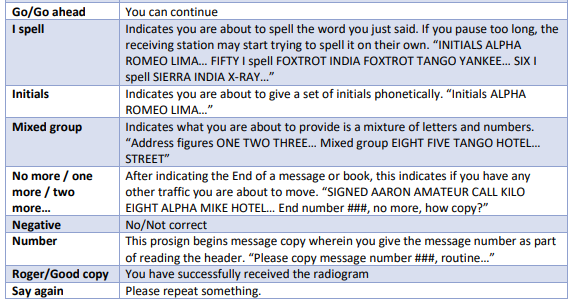 Go/Go ahead You can continue
I spell Indicates you are about to spell the word you just said. If you pause too long, the
receiving station may start trying to spell it on their own. “INITIALS ALPHA
ROMEO LIMA… FIFTY I spell FOXTROT INDIA FOXTROT TANGO YANKEE… SIX I
spell SIERRA INDIA X-RAY…”
Initials Indicates you are about to give a set of initials phonetically. “Initials ALPHA
ROMEO LIMA…”
Mixed group Indicates what you are about to provide is a mixture of letters and numbers.
“Address figures ONE TWO THREE… Mixed group EIGHT FIVE TANGO HOTEL…
STREET”
No more / one After indicating the End of a message or book, this indicates if you have any
more / two other traffic you are about to move. “SIGNED AARON AMATEUR CALL KILO
more… EIGHT ALPHA MIKE HOTEL… End number ###, no more, how copy?”
Negative No/Not correct
Number This prosign begins message copy wherein you give the message number as part
of reading the header. “Please copy message number ###, routine…”
Roger/Good copy You have successfully received the radiogram
Say again Please repeat something.